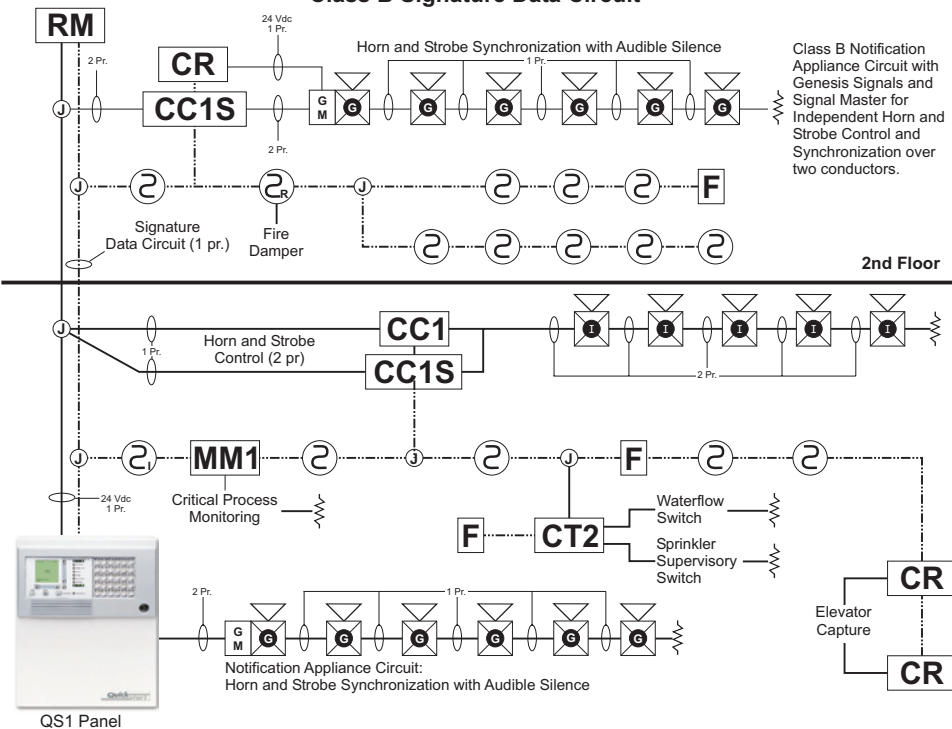 Class B Signature Data Circuit
RM
24 Vdc
1 Pr.
2 Pr.
CR
Horn and Strobe Synchronization with Audible Silence
1 Pr.
CC1S
G
M
G
G
G
G
G
G
2 Pr.
J
Class B Notification
Appliance Circuit with
Genesis Signals and
Signal Master for
Independent Horn and
Strobe Control and
Synchronization over
two conductors.
J
R
J
F
Signature
Data Circuit (1 pr.)
Fire
Damper
2nd Floor
J
1 Pr.
Horn and Strobe
Control (2 pr)
CC1
CC1S
I
I
I
I
I
2 Pr.
J
I
MM1
J
J
F
Critical Process
Monitoring
24 Vdc
1 Pr.
F
CT2
Waterflow
Switch
Sprinkler
Supervisory
Switch
CR
Elevator
Capture
CR
2 Pr.
1 Pr.
G
M
G
G
G
G
G
G
Notification Appliance Circuit:
Horn and Strobe Synchronization with Audible Silence
QS1 Panel